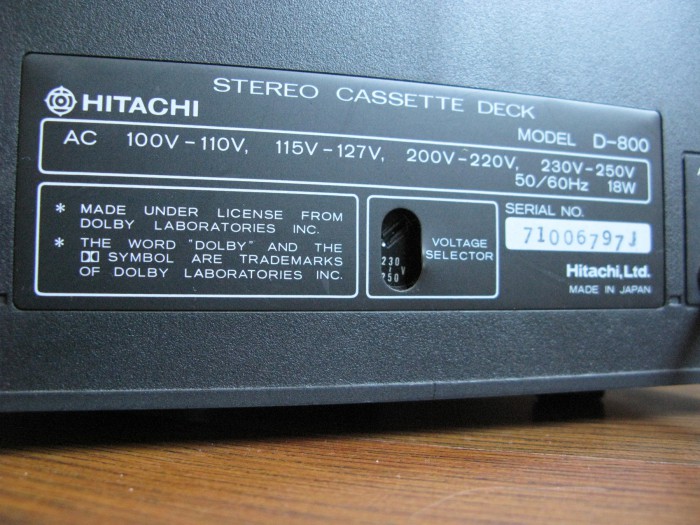 STEREO CASSETTE DECK
HITACHI
MODEL D-800
AC 100V-110V, 115V-127V, 200V-220V, 230V-250V
50/60Hz 18W
* MADE UNDER LICENSE FROM
DOLBY LABORATORIES INC.
* THE WORD "DOLBY" AND THE
SYMBOL ARE TRADEMARKS
OF DOLBY LABORATORIES INC.
230
V
250
VOLTAGE
SELECTOR
SERIAL NO.
71006797J
Hitachi, Ltd.
MADE IN JAPAN